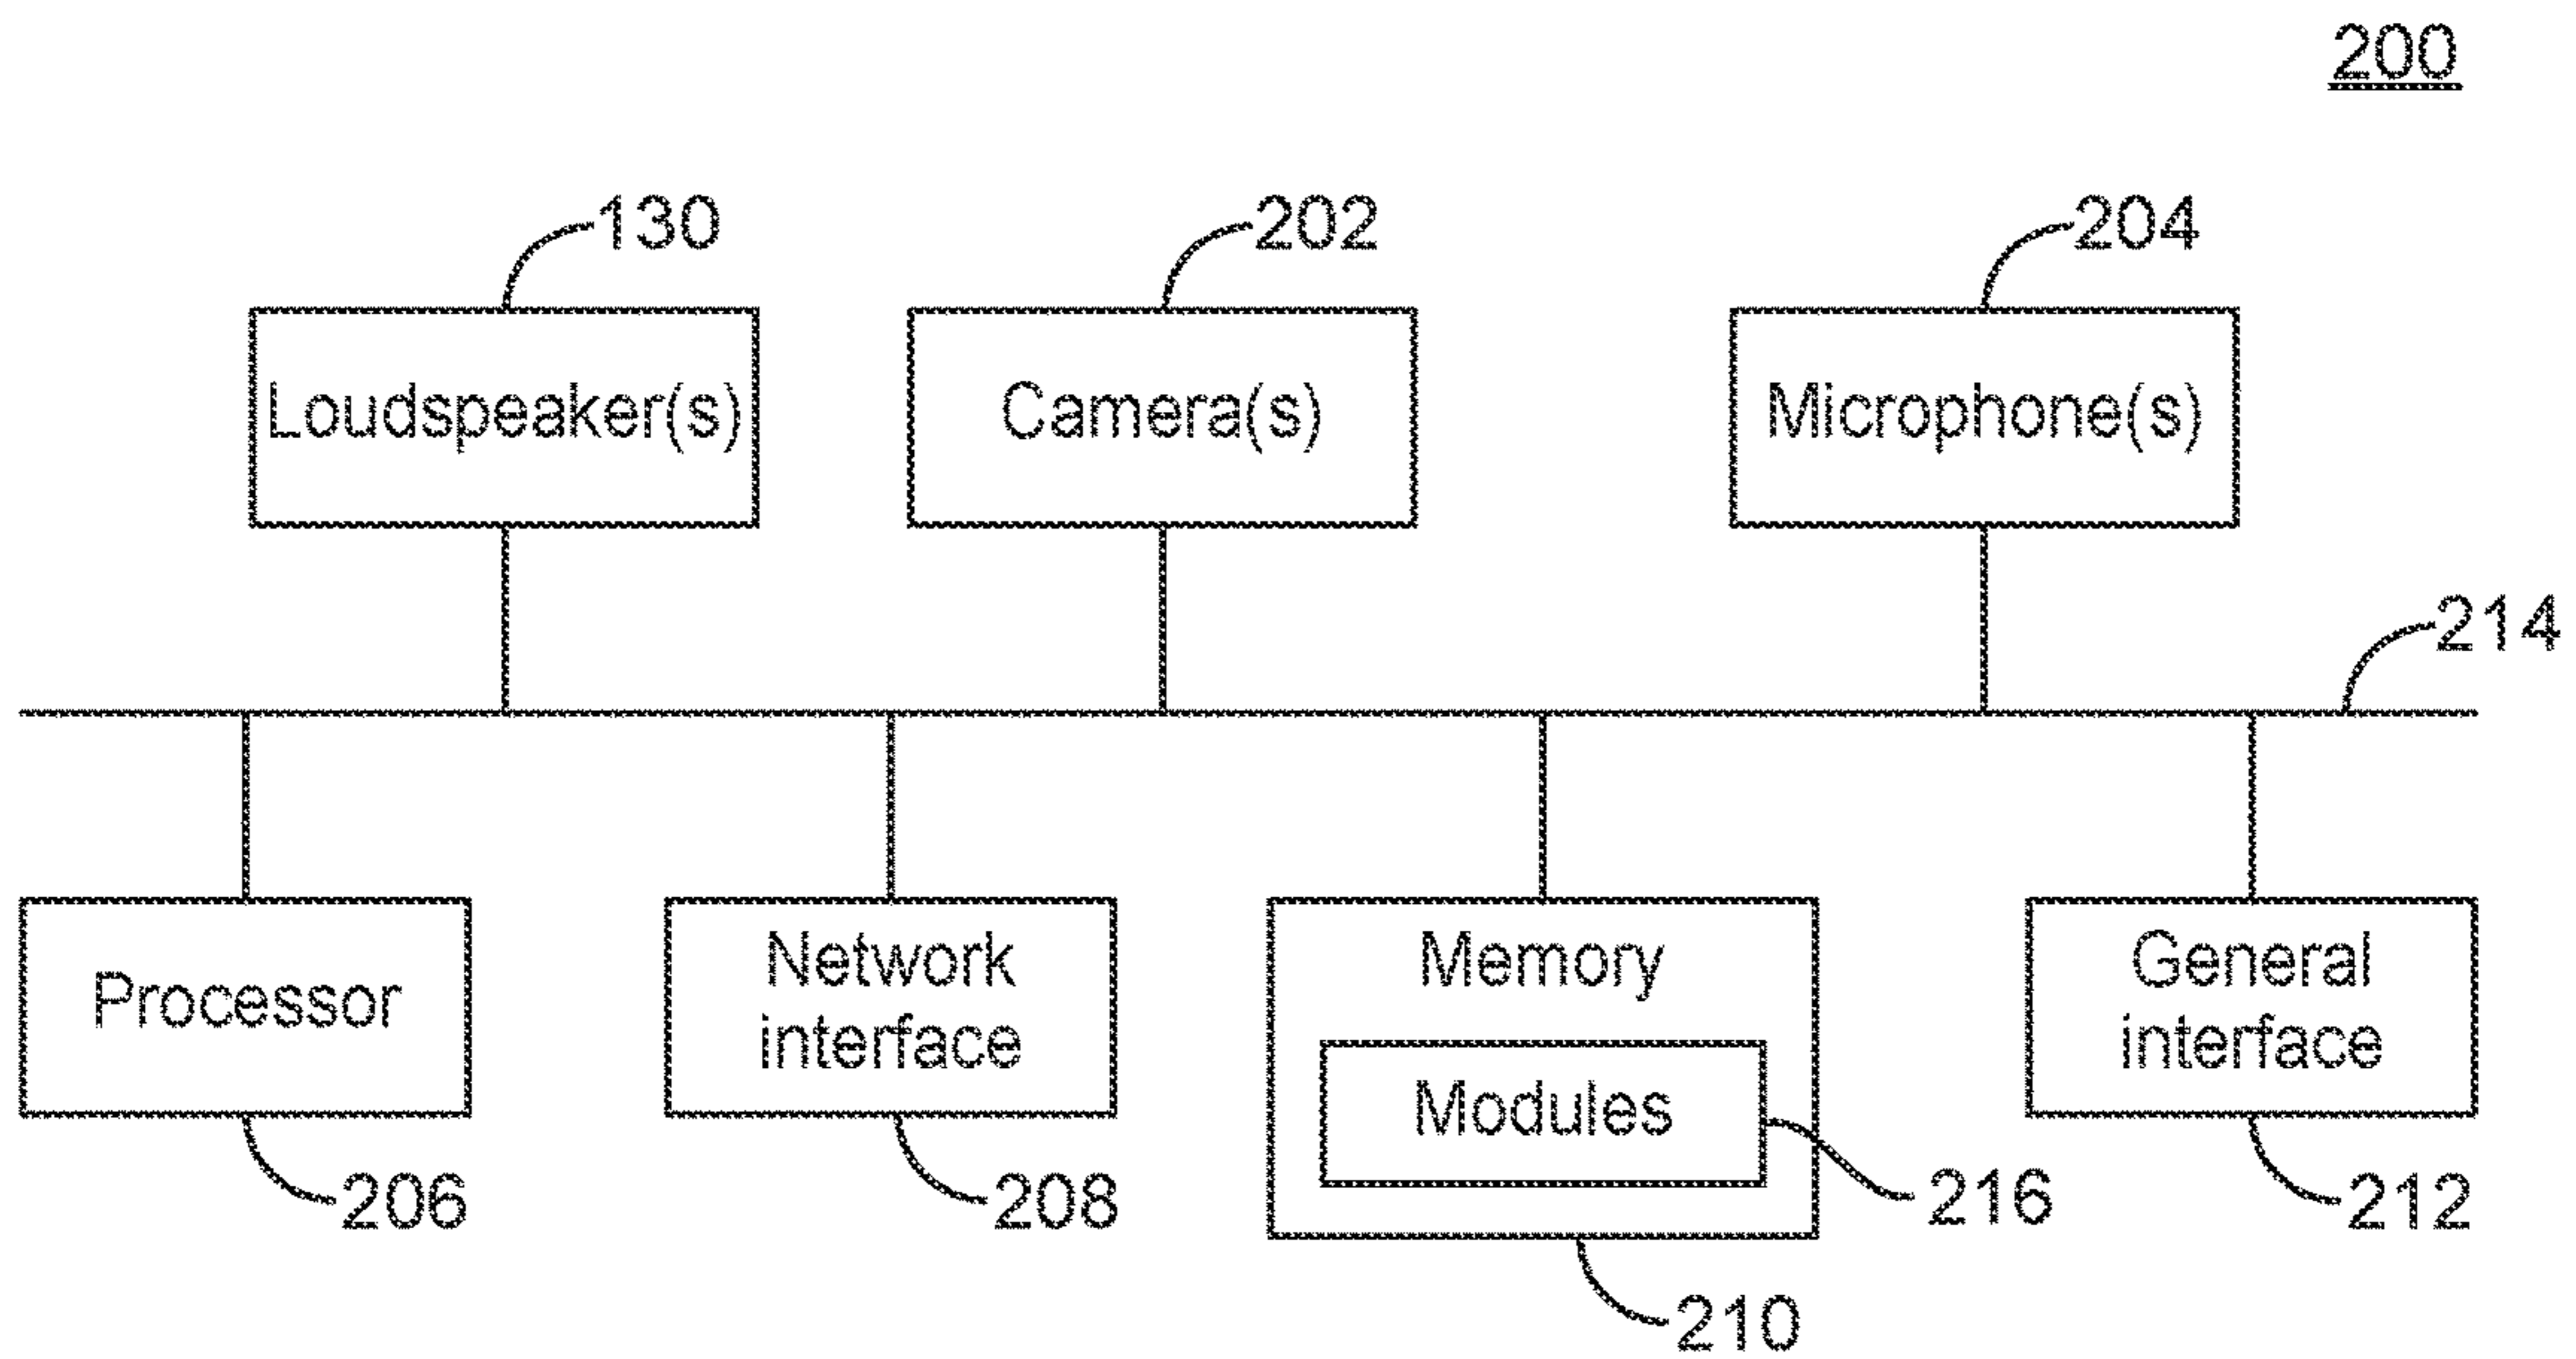 200
130
202
204
Loudspeaker(s)
Camera(s)
Microphone(s)
214
Processor
Network
interface
Memory
Modules
General
interface
206
208
216
212
210